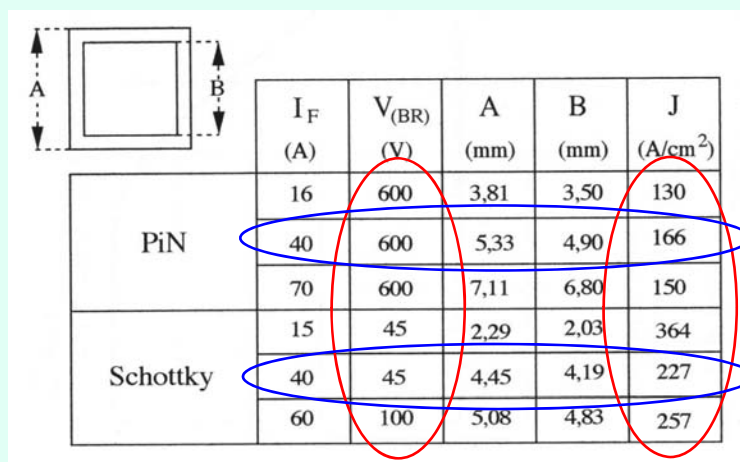 A
B
I_F V_(BR) A B J
(A) (V) (mm) (mm) (A/cm²)
16 600 3,81 3,50 130
PiN 40 600 5,33 4,90 166
70 600 7,11 6,80 150
15 45 2,29 2,03 364
Schottky 40 45 4,45 4,19 227
60 100 5,08 4,83 257